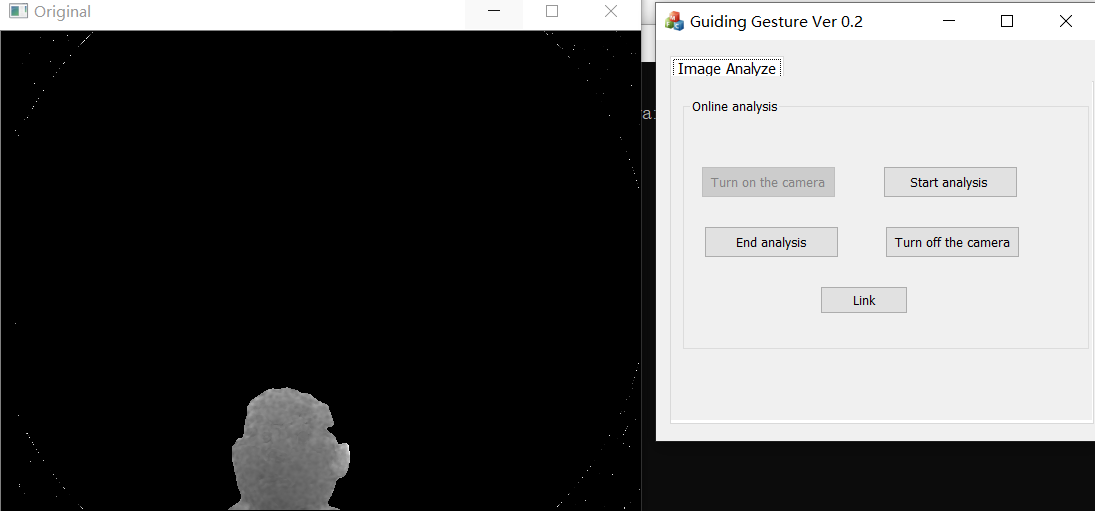 Original
Guiding Gesture Ver 0.2
Image Analyze
Online analysis
Turn on the camera
Start analysis
End analysis
Turn off the camera
Link